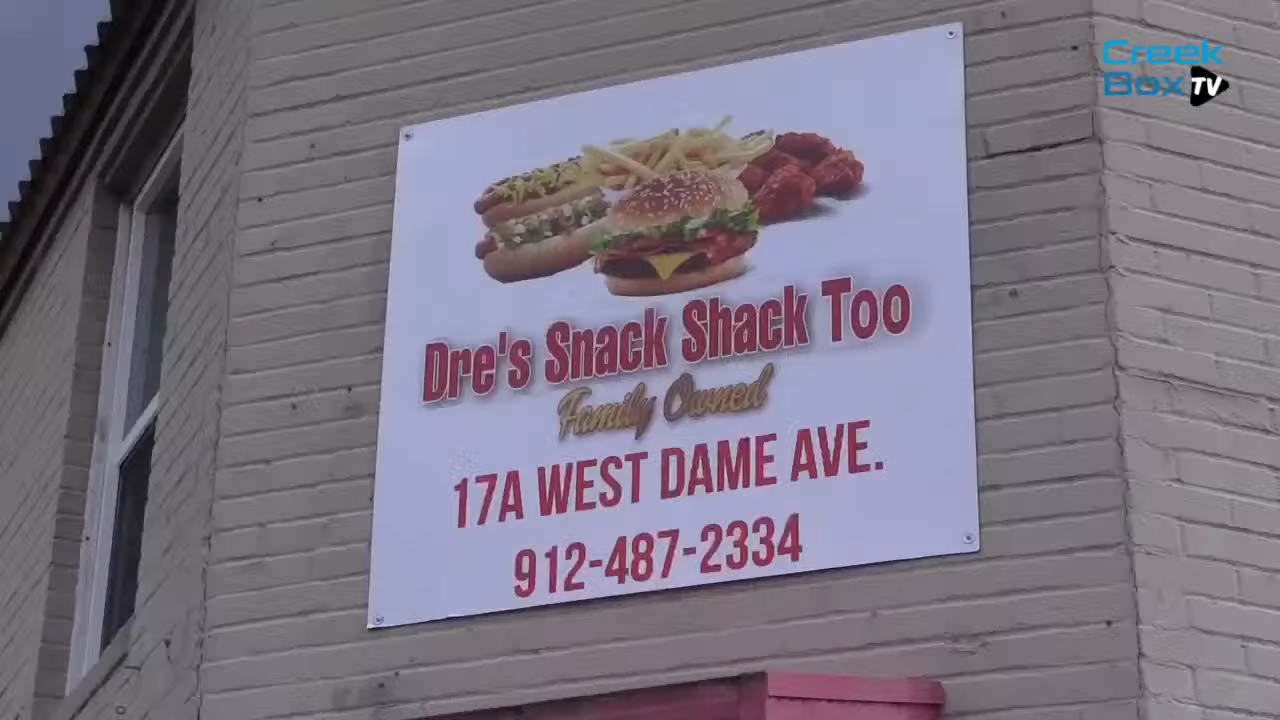 Creek
Box TV
Dre's Snack Shack Too
Family Owned
17A WEST DAME AVE.
912-487-2334